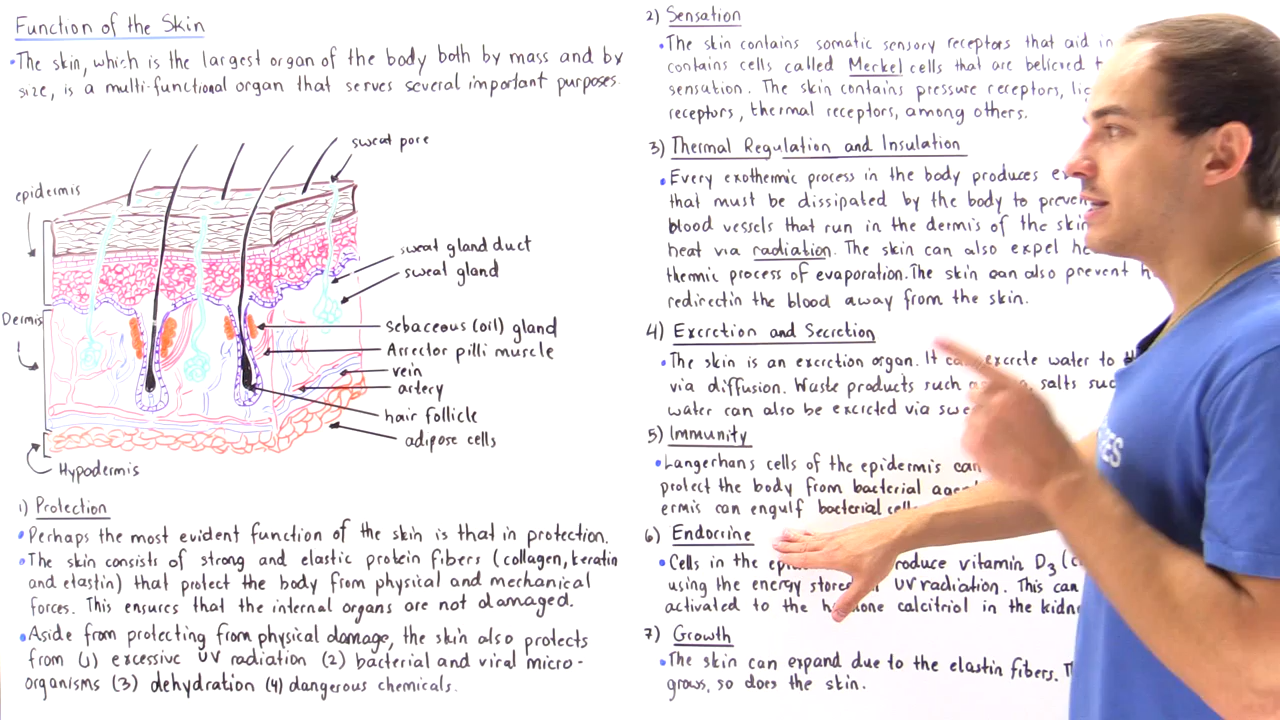 Function of the Skin
•The skin, which is the largest organ of the body both by mass and by
size, is a multi-functional organ that serves several important purposes.
sweat pore
epidermis
sweat gland duct
sweat gland
Dermis
Sebaceous (oil) gland
Arrector pilli muscle
vein
artery
hair follicle
adipose cells
Hypodermis
1) Protection
•Perhaps the most evident function of the skin is that in protection.
•The skin consists of strong and elastic protein fibers (collagen, keratin
and elastin) that protect the body from physical and mechanical
forces. This ensures that the internal organs are not damaged.
•Aside from protecting from physical damage, the skin also protects
from (1) excessive UV radiation (2) bacterial and viral micro-
organisms (3) dehydration (4) dangerous chemicals.
2) Sensation
•The skin contains somatic sensory receptors that aid in
contains cells called Merkel cells that are believed
sensation. The skin contains pressure receptors,
receptors, thermal receptors, among others.
3) Thermal Regulation and Insulation
•Every exothermic process in the body produces
that must be dissipated by the body to
blood vessels that run in the dermis of the skin
heat via radiation. The skin can also expel
thermic process of evaporation. The skin can also prevent
redirectin the blood away from the skin.
4) Excretion and Secretion
•The skin is an excretion organ. It excrete water to
via diffusion. Waste products such salts
water can also be excreted via
5) Immunity
•Langerhans cells of the epidermis can
protect the body from bacterial
ermis can engulf bacterial
6) Endocrine
•Cells in the vitamin D3
using the energy UV radiation. This can
activated to the calcitriol in the
7) Growth
•The skin can expand due to the elastin fibers.
grows, so does the skin.